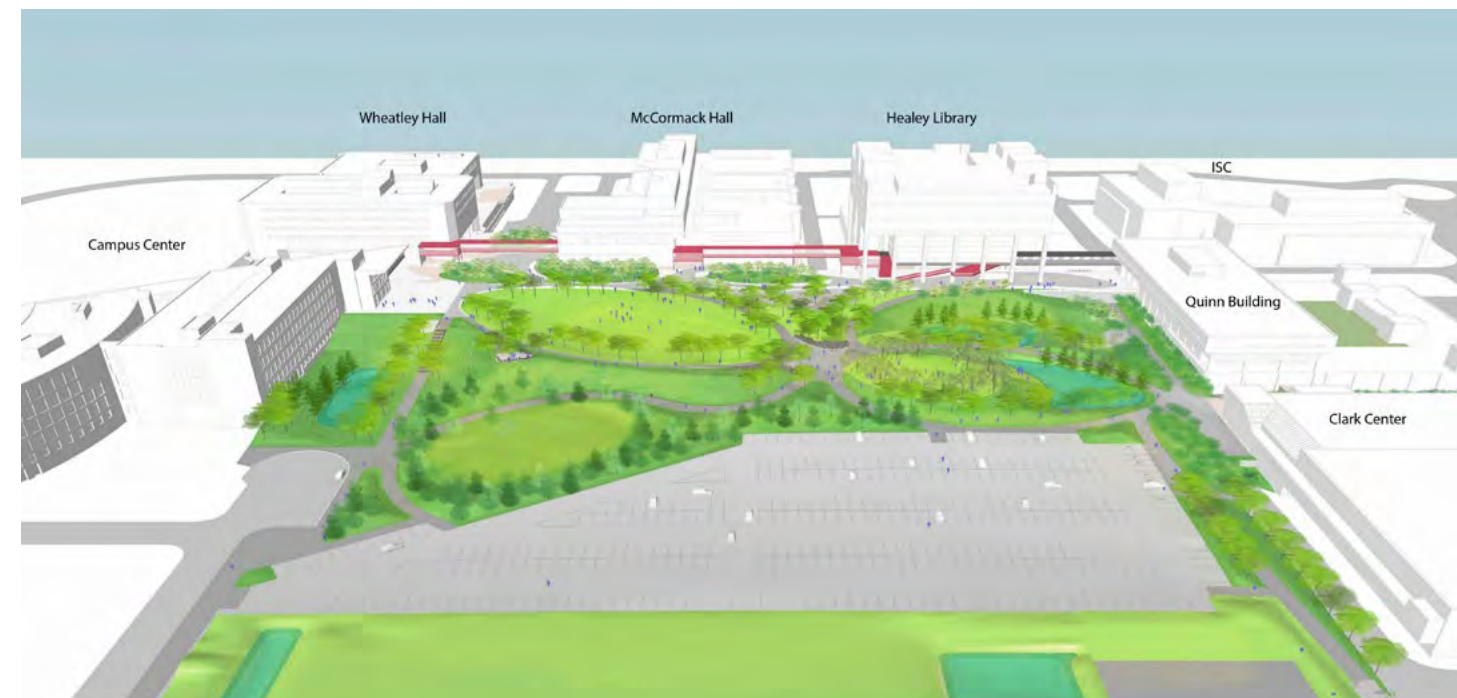 Wheatley Hall
McCormack Hall
Healey Library
ISC
Campus Center
Quinn Building
Clark Center